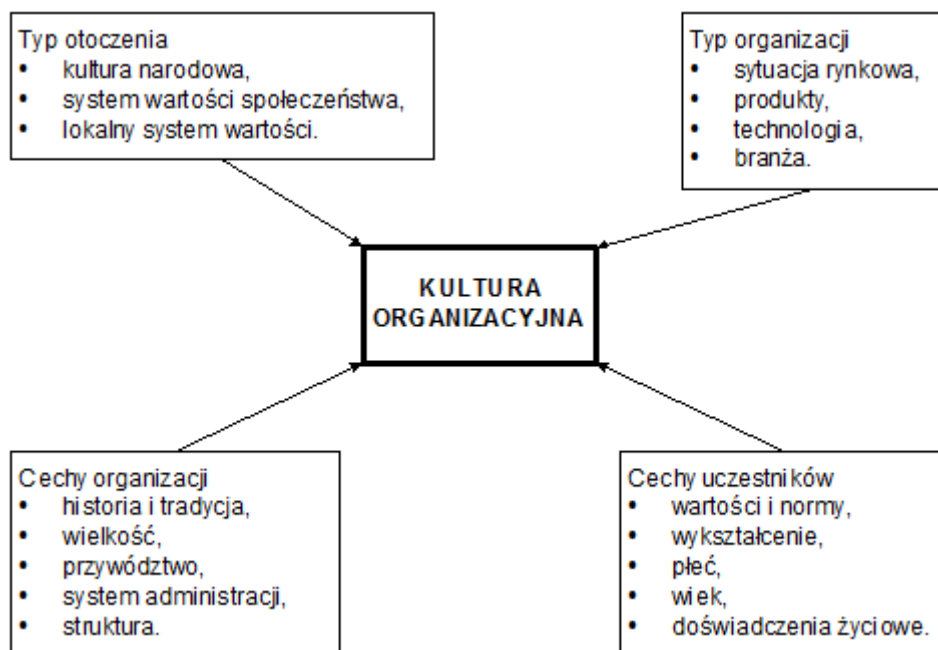 Typ otoczenia
• kultura narodowa,
• system wartości społeczeństwa,
• lokalny system wartości.
Typ organizacji
• sytuacja rynkowa,
• produkty,
• technologia,
• branża.
KULTURA
ORGANIZACYJNA
Cechy organizacji
• historia i tradycja,
• wielkość,
• przywództwo,
• system administracji,
• struktura.
Cechy uczestników
• wartości i normy,
• wykształcenie,
• płeć,
• wiek,
• doświadczenia życiowe.